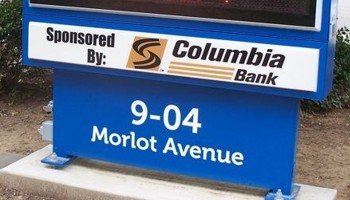 Sponsored
By:
Columbia
Bank
9-04
Morlot Avenue